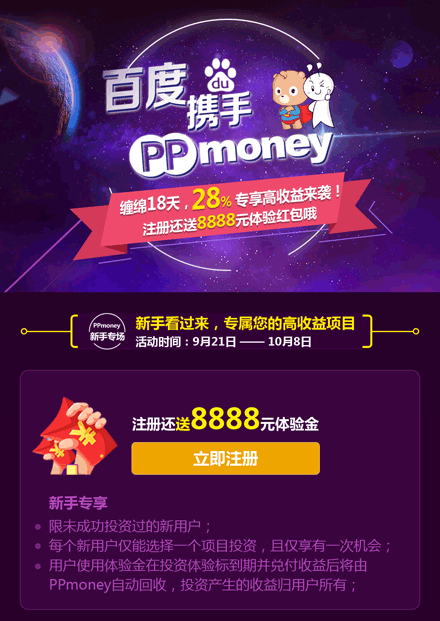 百度
du
携手
PPmoney
缠绵18天，28%专享高收益来袭！
注册还送8888元体验红包哦
PPmoney
新手专场
新手看过来，专属您的高收益项目
活动时间：9月21日 —— 10月8日
注册还送8888元体验金
立即注册
新手专享
限未成功投资过的新用户；
每个新用户仅能选择一个项目投资，且仅享有一次机会；
用户使用体验金在投资体验标到期并兑付收益后将由
PPmoney自动回收，投资产生的收益归用户所有；